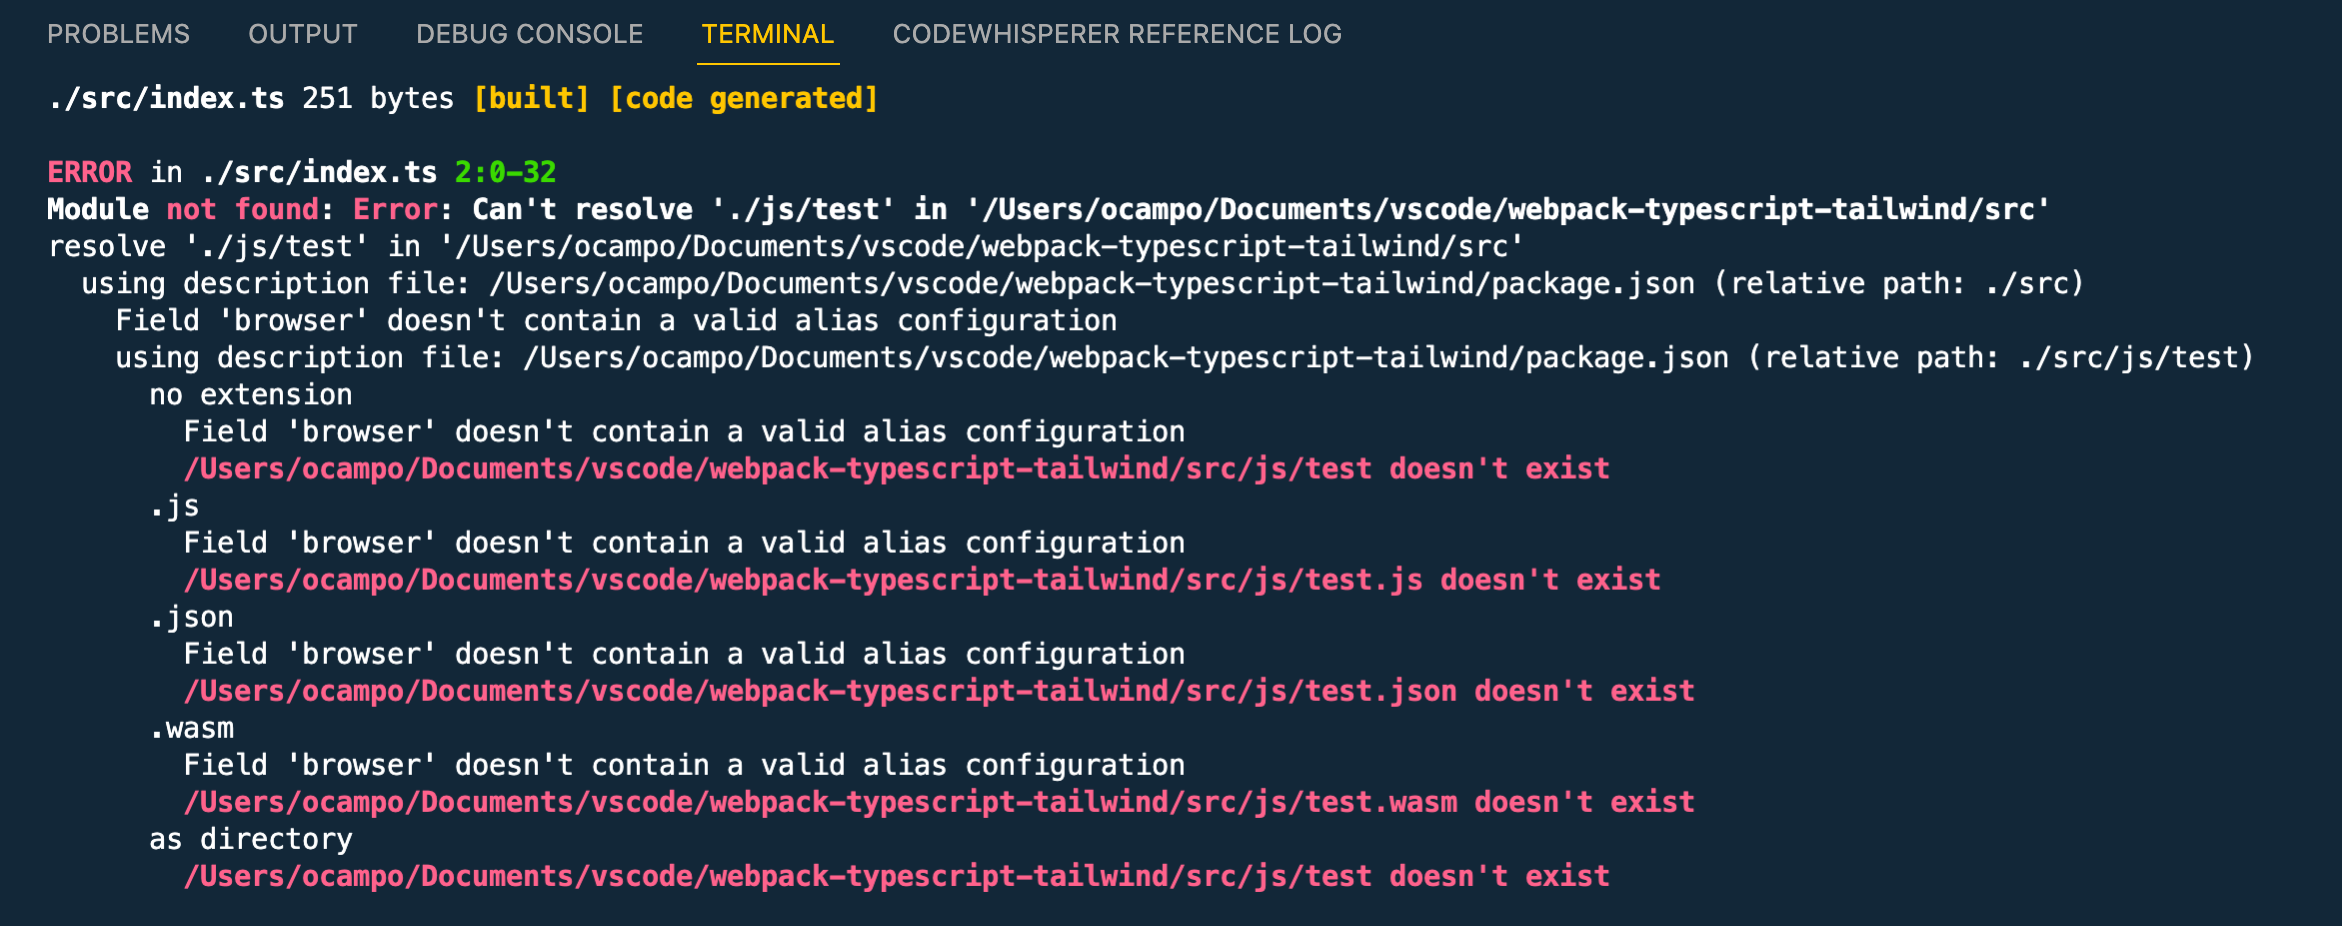 PROBLEMS OUTPUT DEBUG CONSOLE TERMINAL CODEWHISPERER REFERENCE LOG
./src/index.ts 251 bytes [built] [code generated]
ERROR in ./src/index.ts 2:0-32
Module not found: Error: Can't resolve './js/test' in '/Users/ocampo/Documents/vscode/webpack-typescript-tailwind/src'
resolve './js/test' in '/Users/ocampo/Documents/vscode/webpack-typescript-tailwind/src'
using description file: /Users/ocampo/Documents/vscode/webpack-typescript-tailwind/package.json (relative path: ./src)
Field 'browser' doesn't contain a valid alias configuration
using description file: /Users/ocampo/Documents/vscode/webpack-typescript-tailwind/package.json (relative path: ./src/js/test)
no extension
Field 'browser' doesn't contain a valid alias configuration
/Users/ocampo/Documents/vscode/webpack-typescript-tailwind/src/js/test doesn't exist
.js
Field 'browser' doesn't contain a valid alias configuration
/Users/ocampo/Documents/vscode/webpack-typescript-tailwind/src/js/test.js doesn't exist
.json
Field 'browser' doesn't contain a valid alias configuration
/Users/ocampo/Documents/vscode/webpack-typescript-tailwind/src/js/test.json doesn't exist
.wasm
Field 'browser' doesn't contain a valid alias configuration
/Users/ocampo/Documents/vscode/webpack-typescript-tailwind/src/js/test.wasm doesn't exist
as directory
/Users/ocampo/Documents/vscode/webpack-typescript-tailwind/src/js/test doesn't exist